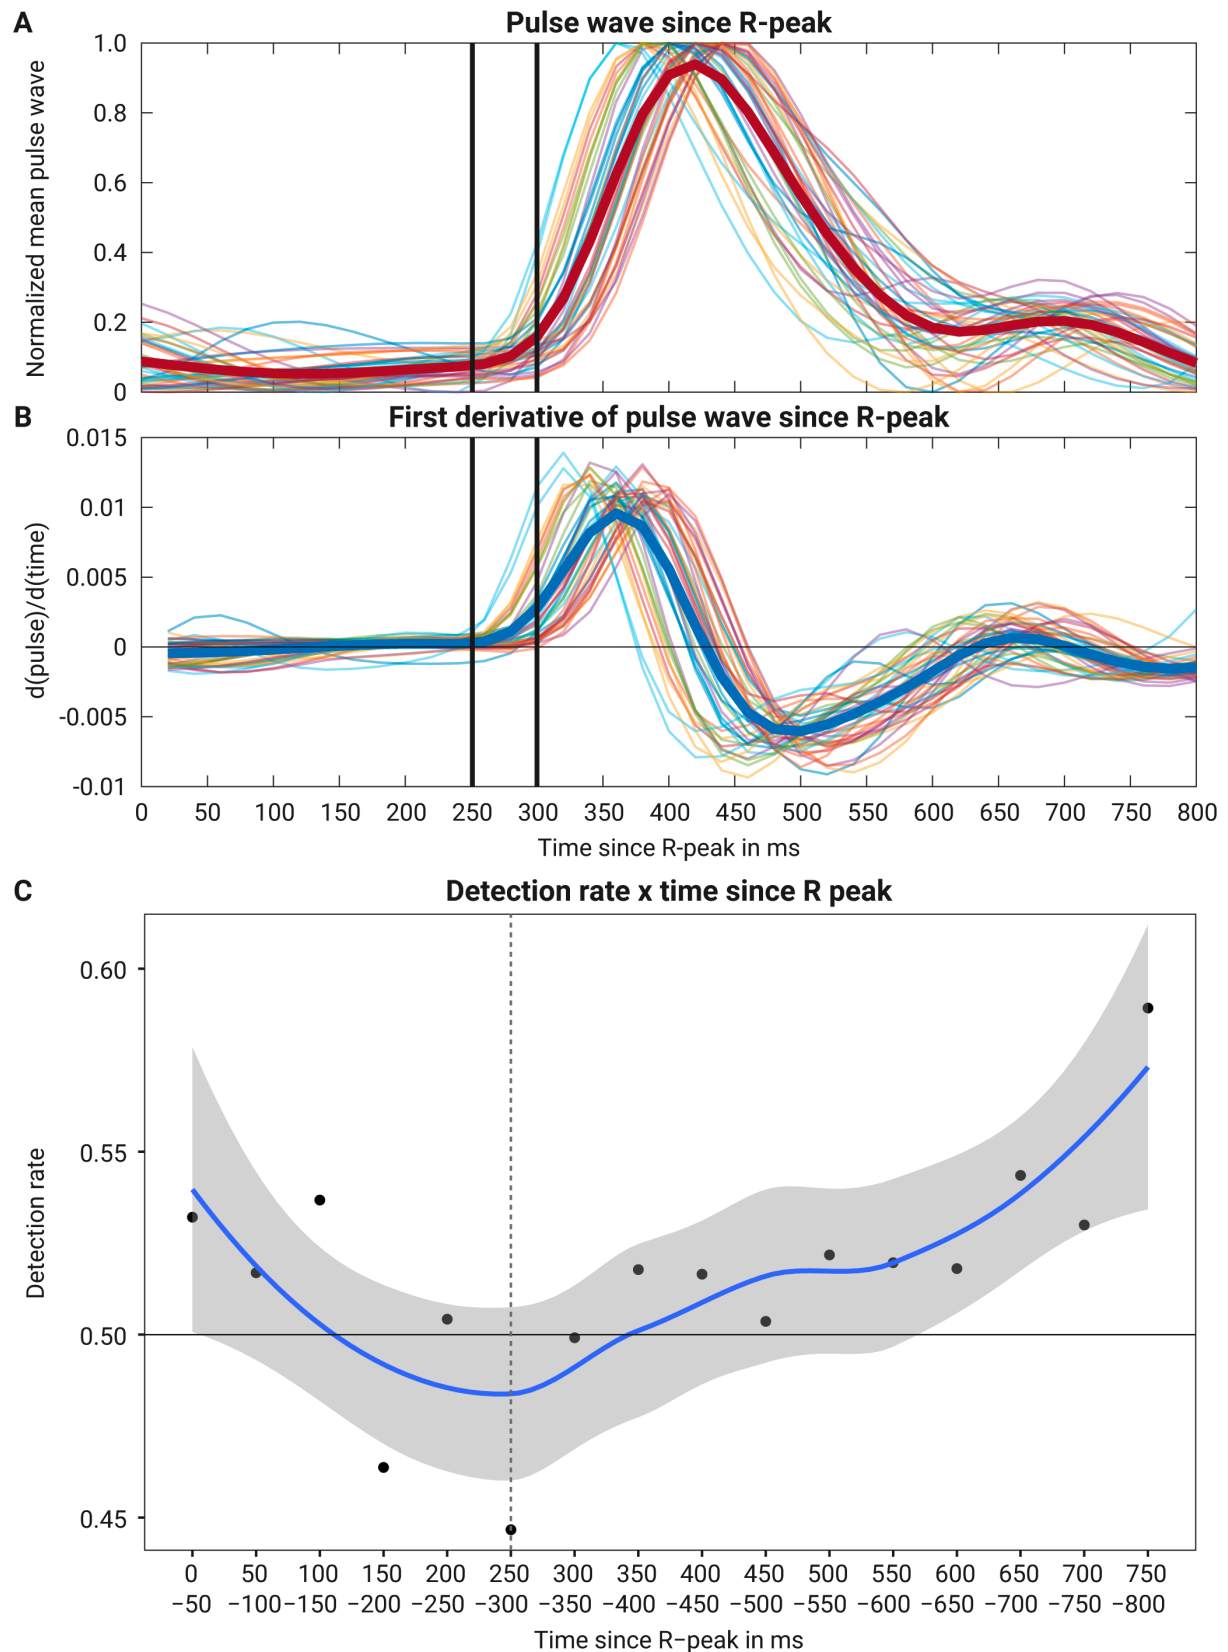 A
Pulse wave since R-peak
Normalized mean pulse wave
1.0
0.8
0.6
0.4
0.2
0
B
First derivative of pulse wave since R-peak
d(pulse)/d(time)
0.015
0.01
0.005
0
-0.005
-0.01
0 50 100 150 200 250 300 350 400 450 500 550 600 650 700 750 800
Time since R-peak in ms
C
Detection rate x time since R peak
Detection rate
0.60
0.55
0.50
0.45
0 50 100 150 200 250 300 350 400 450 500 550 600 650 700 750
−50 −100 −150 −200 −250 −300 −350 −400 −450 −500 −550 −600 −650 −700 −750 −800
Time since R−peak in ms